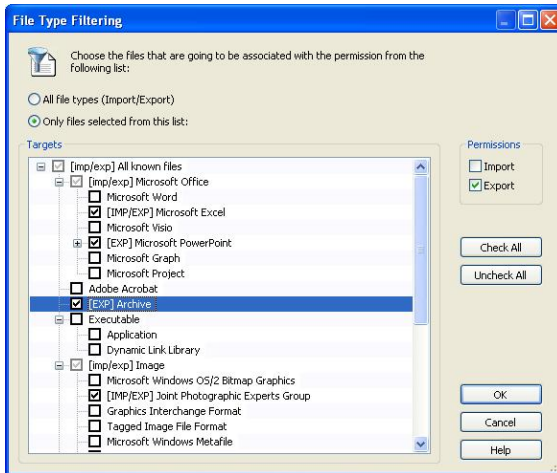 File Type Filtering
Choose the files that are going to be associated with the permission from the
following list:
All file types (Import/Export)
Only files selected from this list:
Targets
[imp/exp] All known files
[imp/exp] Microsoft Office
Microsoft Word
[IMP/EXP] Microsoft Excel
Microsoft Visio
[EXP] Microsoft PowerPoint
Microsoft Graph
Microsoft Project
Adobe Acrobat
[EXP] Archive
Executable
Application
Dynamic Link Library
[imp/exp] Image
Microsoft Windows OS/2 Bitmap Graphics
[IMP/EXP] Joint Photographic Experts Group
Graphics Interchange Format
Tagged Image File Format
Microsoft Windows Metafile
Permissions
Import
Export
Check All
Uncheck All
OK
Cancel
Help